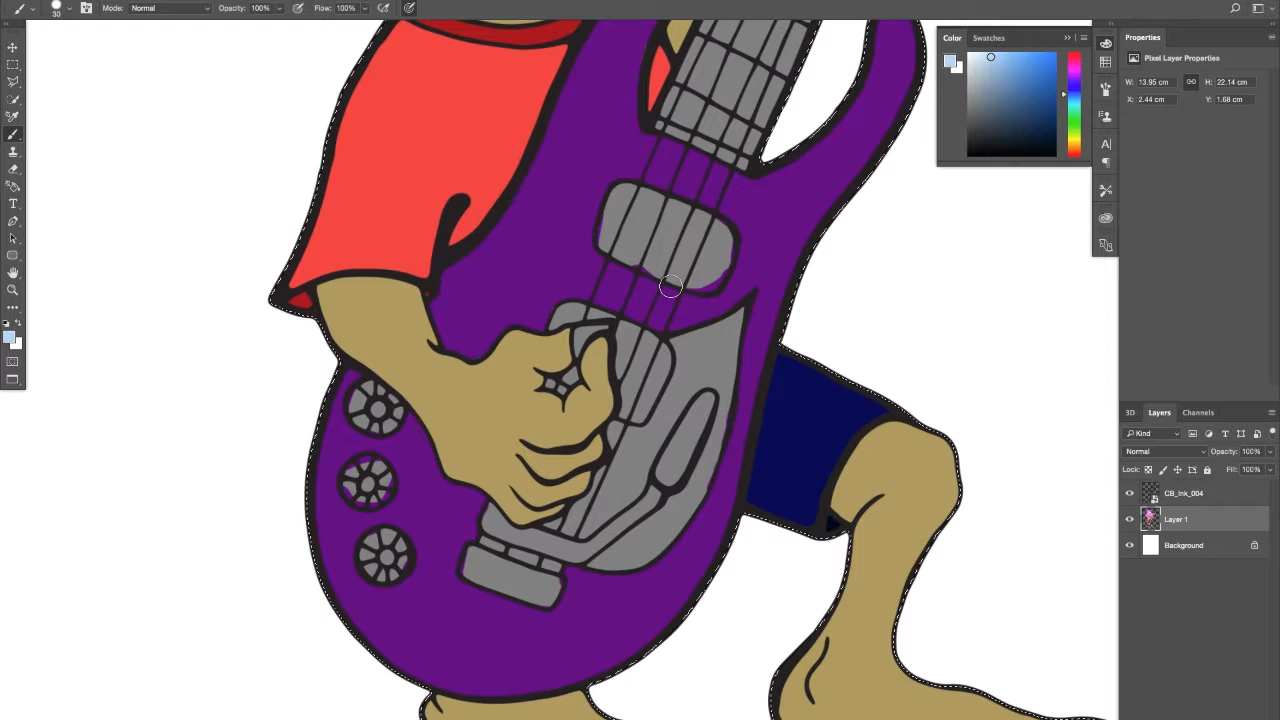 30
Mode:
Normal
Opacity:
100%
Flow:
100%
Color
Swatches
Properties
Pixel Layer Properties
W: 13.95 cm
H: 22.14 cm
X: 2.44 cm
Y: 1.68 cm
3D
Layers
Channels
Kind
Normal
Opacity: 100%
Lock:
Fill: 100%
CB_ink_004
Layer 1
Background